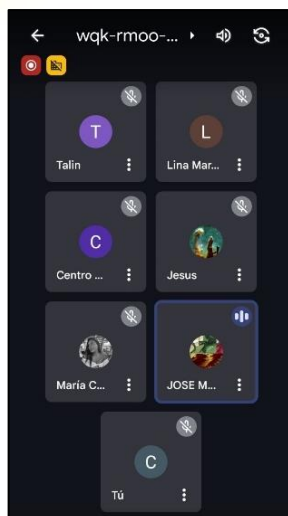 wqk-rmoo-...
T
L
Talin
Lina Mar...
C
Centro ...
Jesus
María C...
JOSE M...
C
Tú